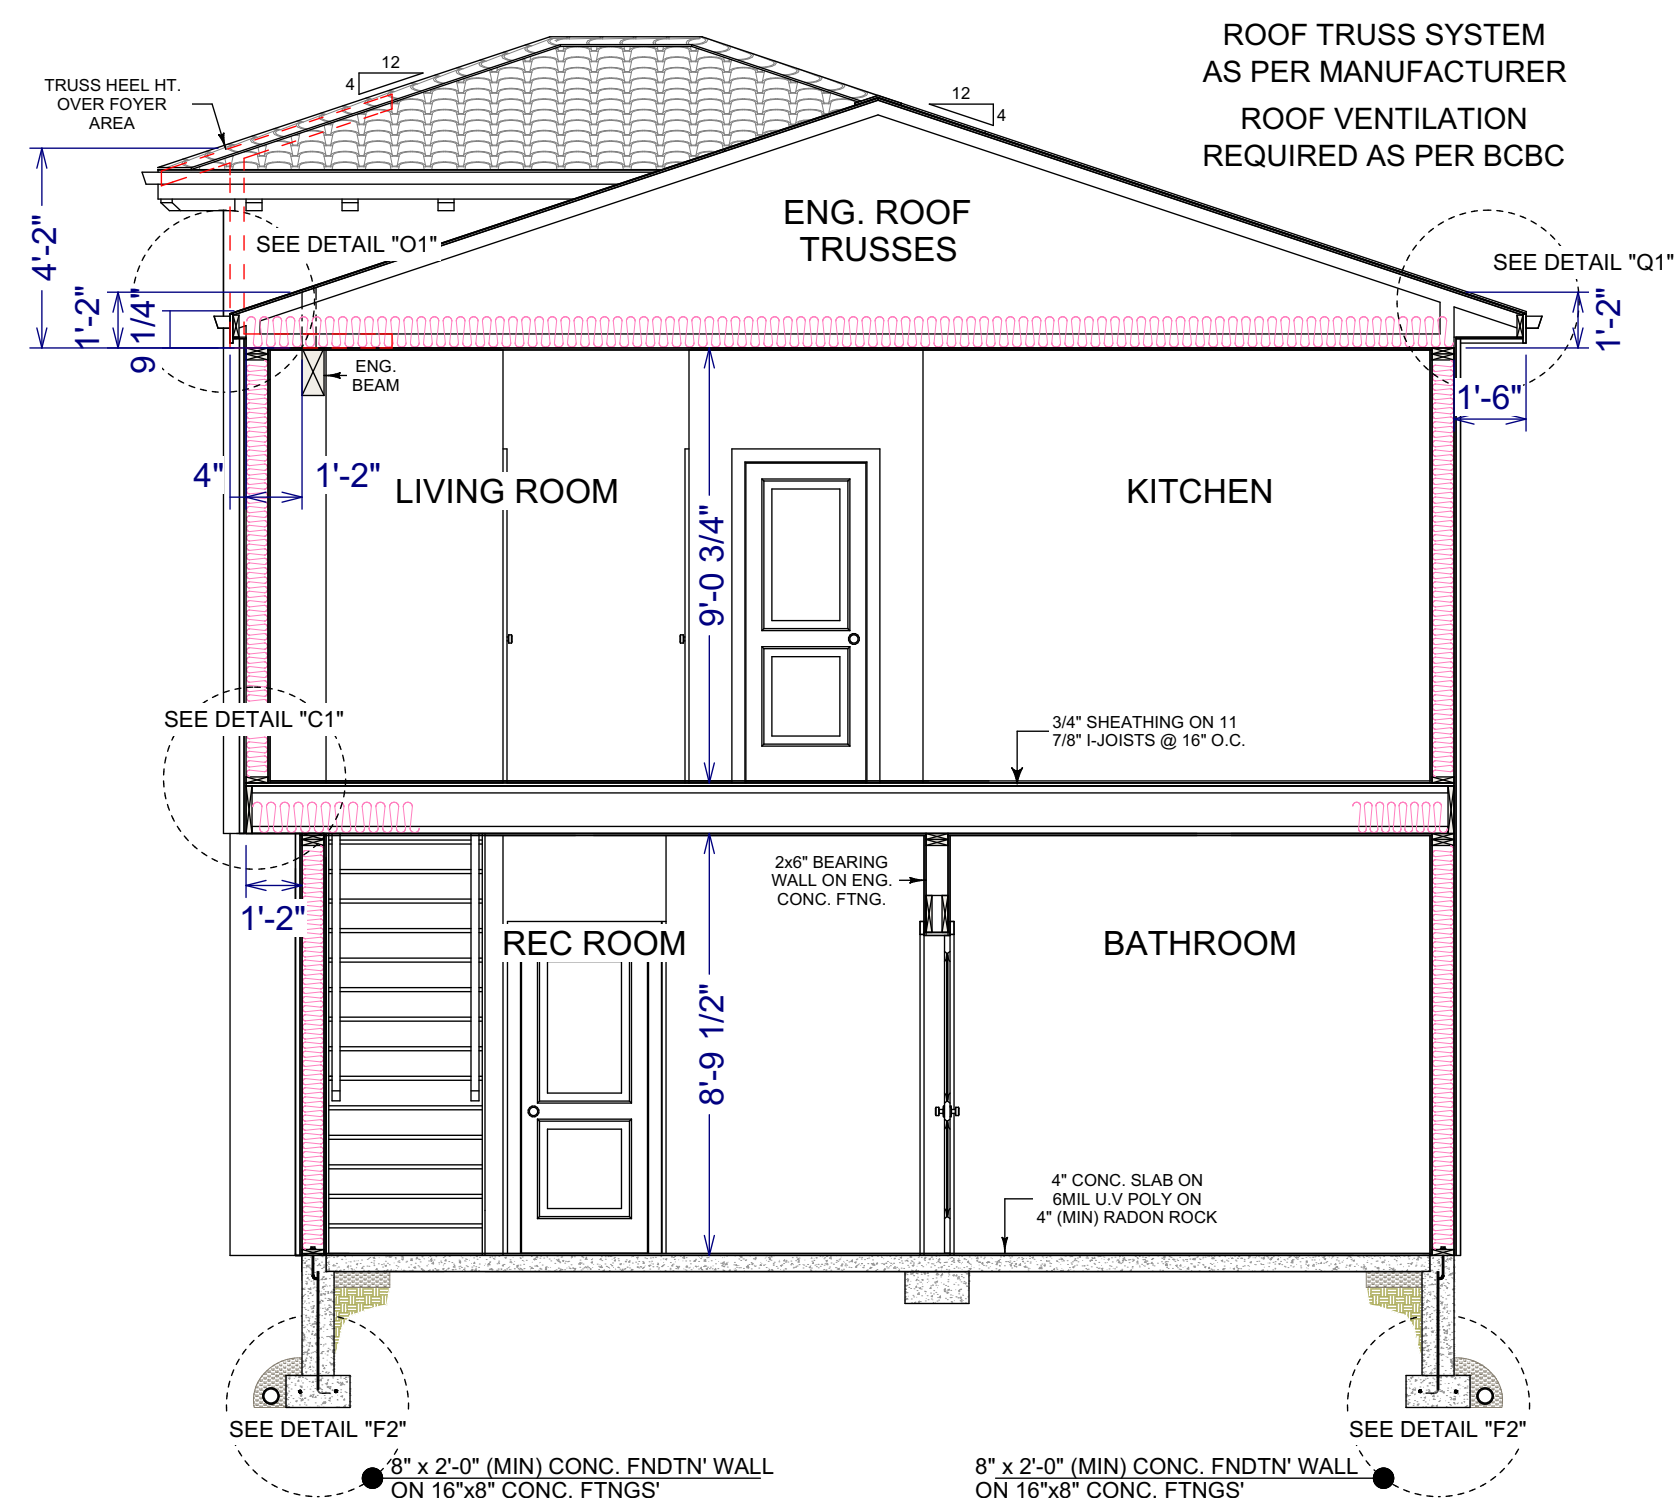 ROOF TRUSS SYSTEM
AS PER MANUFACTURER
ROOF VENTILATION
REQUIRED AS PER BCBC
12
4
12
4
TRUSS HEEL HT.
OVER FOYER
AREA
ENG. ROOF
TRUSSES
SEE DETAIL "O1"
SEE DETAIL "Q1"
4'-2"
1'-2"
9 1/4"
1'-2"
ENG.
BEAM
1'-6"
4"
1'-2"
LIVING ROOM
KITCHEN
9'-0 3/4"
SEE DETAIL "C1"
3/4" SHEATHING ON 11
7/8" I-JOISTS @ 16" O.C.
2x6" BEARING
WALL ON ENG.
CONC. FTNG.
1'-2"
REC ROOM
BATHROOM
8'-9 1/2"
4" CONC. SLAB ON
6MIL U.V POLY ON
4" (MIN) RADON ROCK
SEE DETAIL "F2"
SEE DETAIL "F2"
8" x 2'-0" (MIN) CONC. FNDTN' WALL
ON 16"x8" CONC. FTNGS'
8" x 2'-0" (MIN) CONC. FNDTN' WALL
ON 16"x8" CONC. FTNGS'